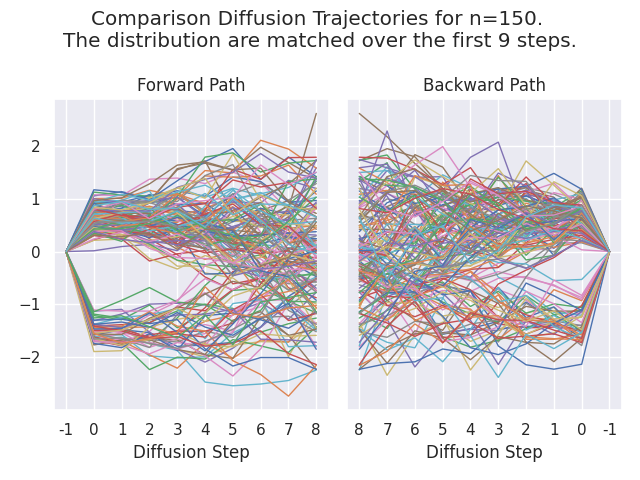 Comparison Diffusion Trajectories for n=150.
The distribution are matched over the first 9 steps.
Forward Path
Backward Path
2
1
0
−1
−2
-1 0 1 2 3 4 5 6 7 8
8 7 6 5 4 3 2 1 0 -1
Diffusion Step
Diffusion Step